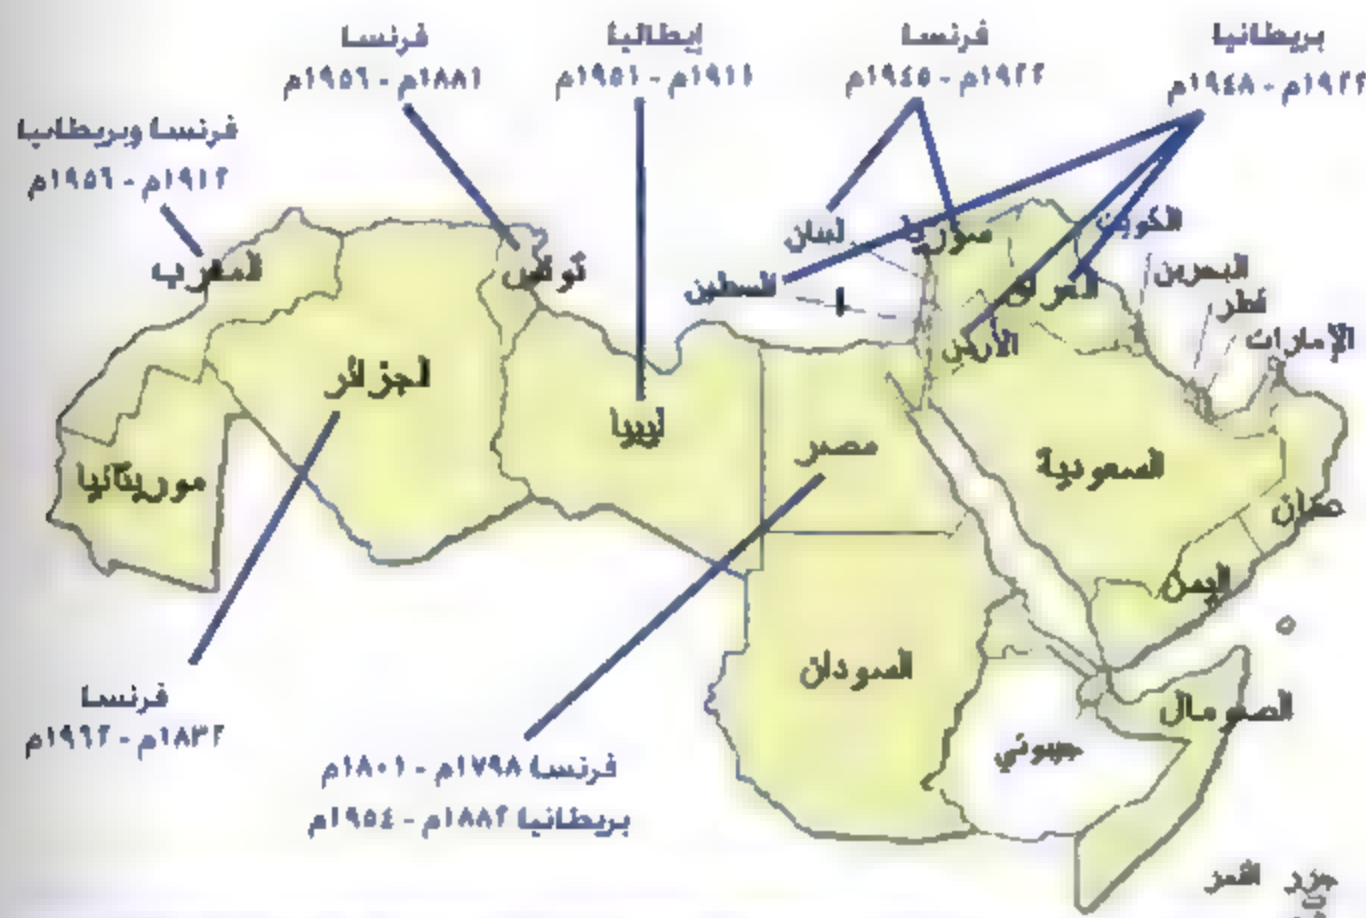 فرنسا
١٨٨١م - ١٩٥٦م
إيطاليا
١٩١١م - ١٩٥١م
فرنسا
١٩٢٢م - ١٩٤٥م
بريطانيا
١٩٢٢م - ١٩٤٨م
فرنسا وبريطانيا
١٩١٢م - ١٩٥٦م
المغرب
تونس
لبنان
سوريا
الكويت
فلسطين
العراق
البحرين
قطر
الأردن
الإمارات
الجزائر
ليبيا
مصر
السعودية
موريتانيا
عمان
اليمن
السودان
الصومال
جيبوتي
فرنسا
١٨٣٢م - ١٩٦٢م
فرنسا ١٧٩٨م - ١٨٠١م
بريطانيا ١٨٨٢م - ١٩٥٤م
جزر القمر